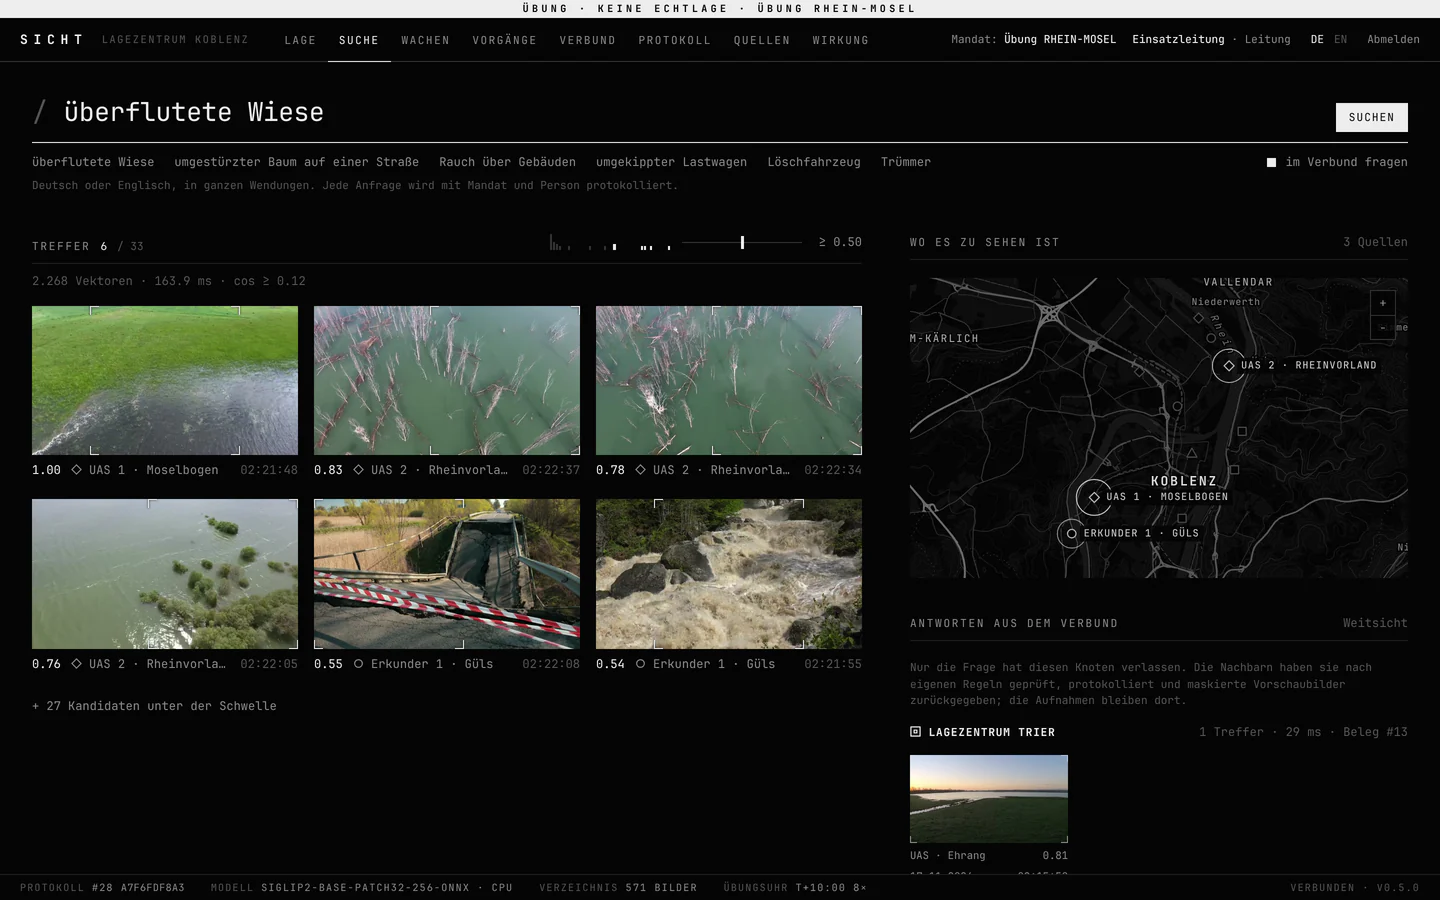 ÜBUNG · KEINE ECHTLAGE · ÜBUNG RHEIN-MOSEL
SICHT LAGEZENTRUM KOBLENZ LAGE SUCHE WACHEN VORGÄNGE VERBUND PROTOKOLL QUELLEN WIRKUNG Mandat: Übung RHEIN-MOSEL Einsatzleitung · Leitung DE EN Abmelden
/ überflutete Wiese
SUCHEN
überflutete Wiese umgestürzter Baum auf einer Straße Rauch über Gebäuden umgekippter Lastwagen Löschfahrzeug Trümmer im Verbund fragen
Deutsch oder Englisch, in ganzen Wendungen. Jede Anfrage wird mit Mandat und Person protokolliert.
TREFFER 6 / 33 ≥ 0.50
2.268 Vektoren · 163.9 ms · cos ≥ 0.12
1.00 UAS 1 · Moselbogen 02:21:48
0.83 UAS 2 · Rheinvorla… 02:22:37
0.78 UAS 2 · Rheinvorla… 02:22:34
0.76 UAS 2 · Rheinvorla… 02:22:05
0.55 Erkunder 1 · Güls 02:22:08
0.54 Erkunder 1 · Güls 02:21:55
+ 27 Kandidaten unter der Schwelle
WO ES ZU SEHEN IST 3 Quellen
VALLENDAR
Niederwerth
+
Rhei
-
me
M-KÄRLICH
UAS 2 · RHEINVORLAND
KOBLENZ
UAS 1 · MOSELBOGEN
ERKUNDER 1 · GÜLS
Ni
ANTWORTEN AUS DEM VERBUND Weitsicht
Nur die Frage hat diesen Knoten verlassen. Die Nachbarn haben sie nach
eigenen Regeln geprüft, protokolliert und maskierte Vorschaubilder
zurückgegeben; die Aufnahmen bleiben dort.
LAGEZENTRUM TRIER 1 Treffer · 29 ms · Beleg #13
UAS · Ehrang 0.81
PROTOKOLL #28 A7F6FDF8A3 MODELL SIGLIP2-BASE-PATCH32-256-ONNX · CPU VERZEICHNIS 571 BILDER ÜBUNGSUHR T+10:00 8× VERBUNDEN · V0.5.0